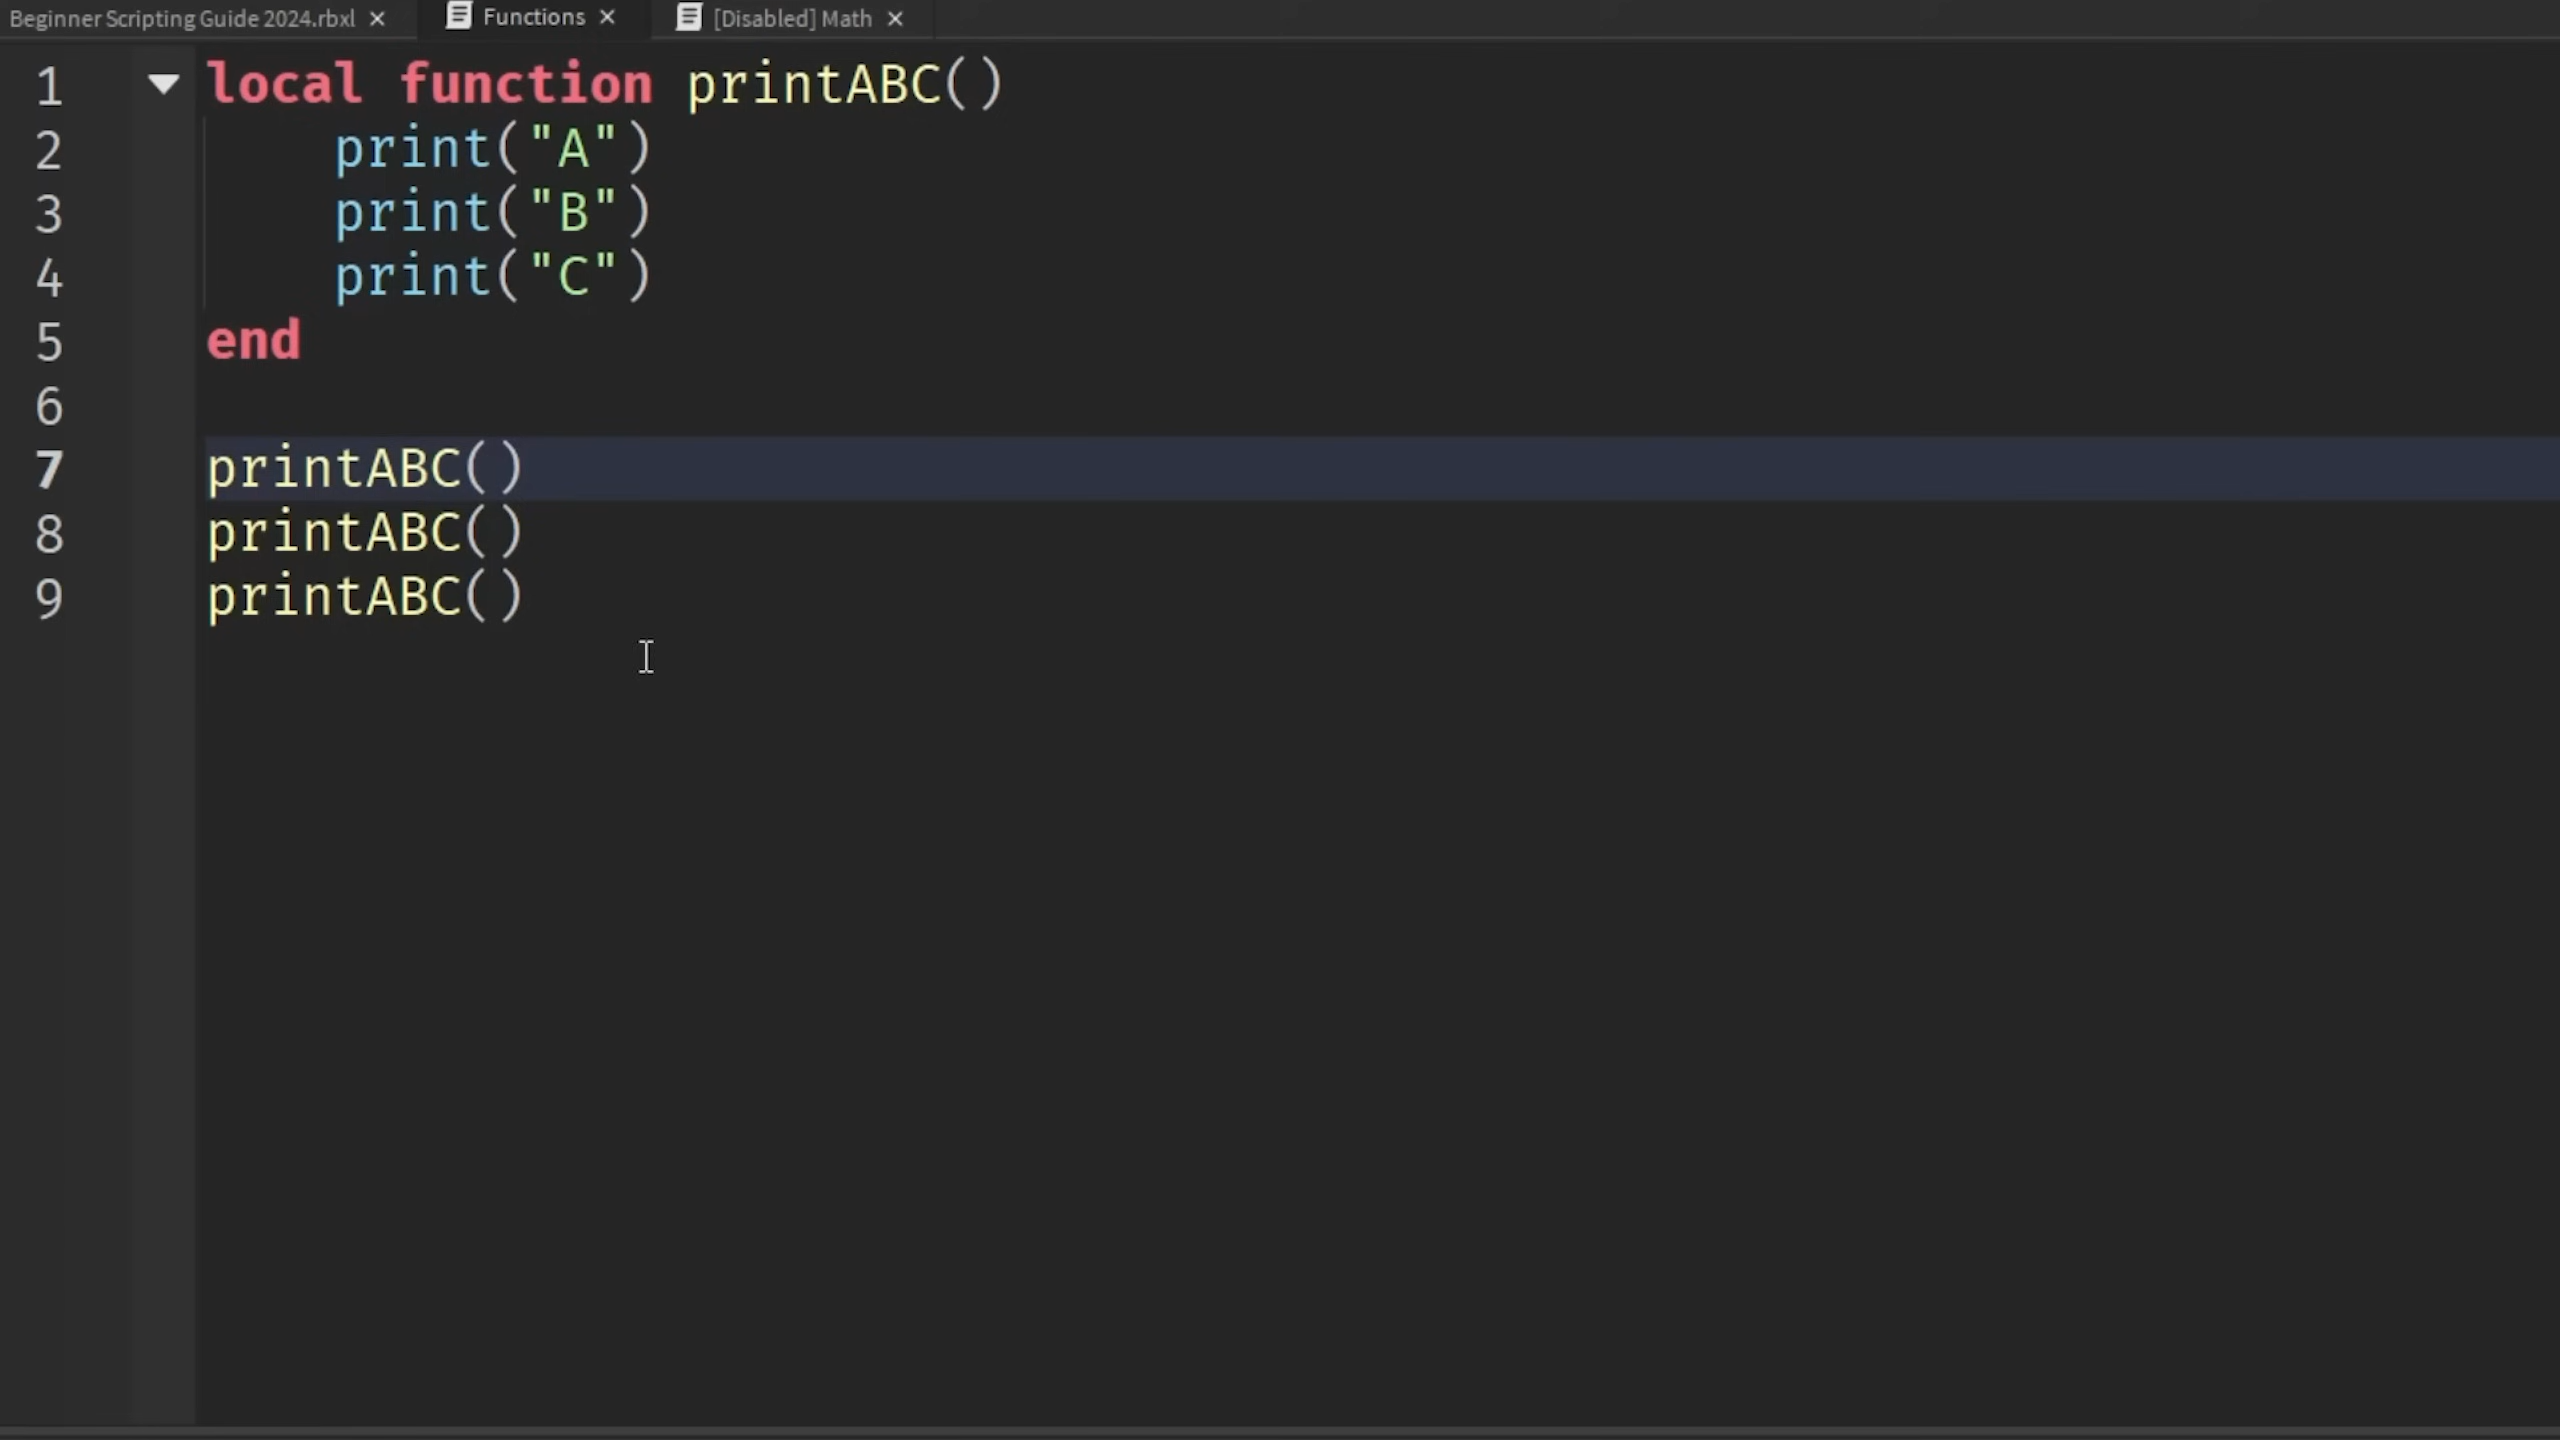 Beginner Scripting Guide 2024.rbxl × Functions × [Disabled] Math ×
1 local function printABC()
2 print("A")
3 print("B")
4 print("C")
5 end
6
7 printABC()
8 printABC()
9 printABC()